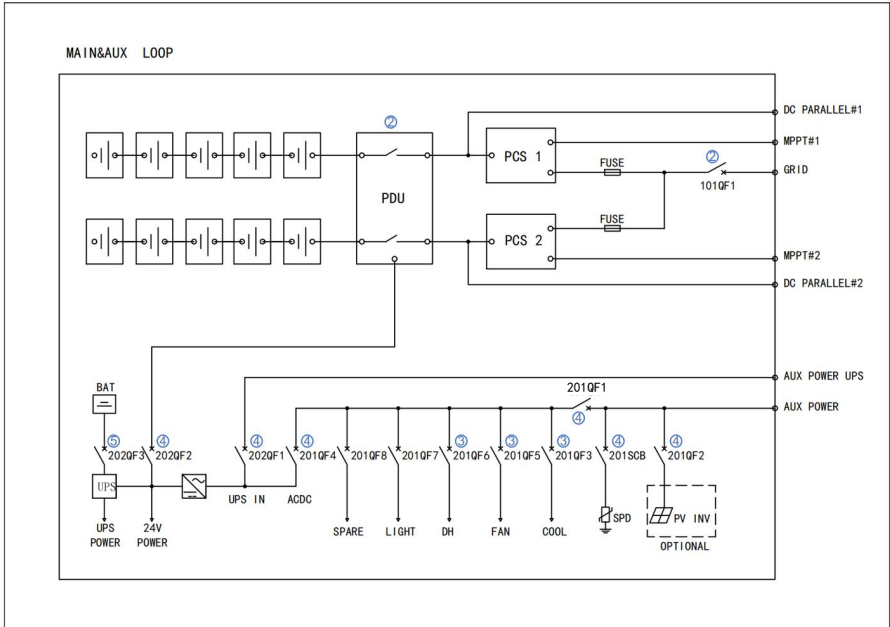 MAIN&AUX LOOP
②
DC PARALLEL#1
MPPT#1
PCS 1
FUSE
②
GRID
101QF1
PDU
FUSE
PCS 2
MPPT#2
DC PARALLEL#2
AUX POWER UPS
BAT
201QF1
AUX POWER
④
⑤ ④ ④ ④ ③ ③ ③ ④ ④
202QF3 202QF2 202QF1 201QF4 201QF8 201QF7 201QF6 201QF5 201QF3 201SCB 201QF2
UPS
UPS IN ACDC
SPD PV INV
UPS POWER
24V POWER
SPARE LIGHT DH FAN COOL
OPTIONAL